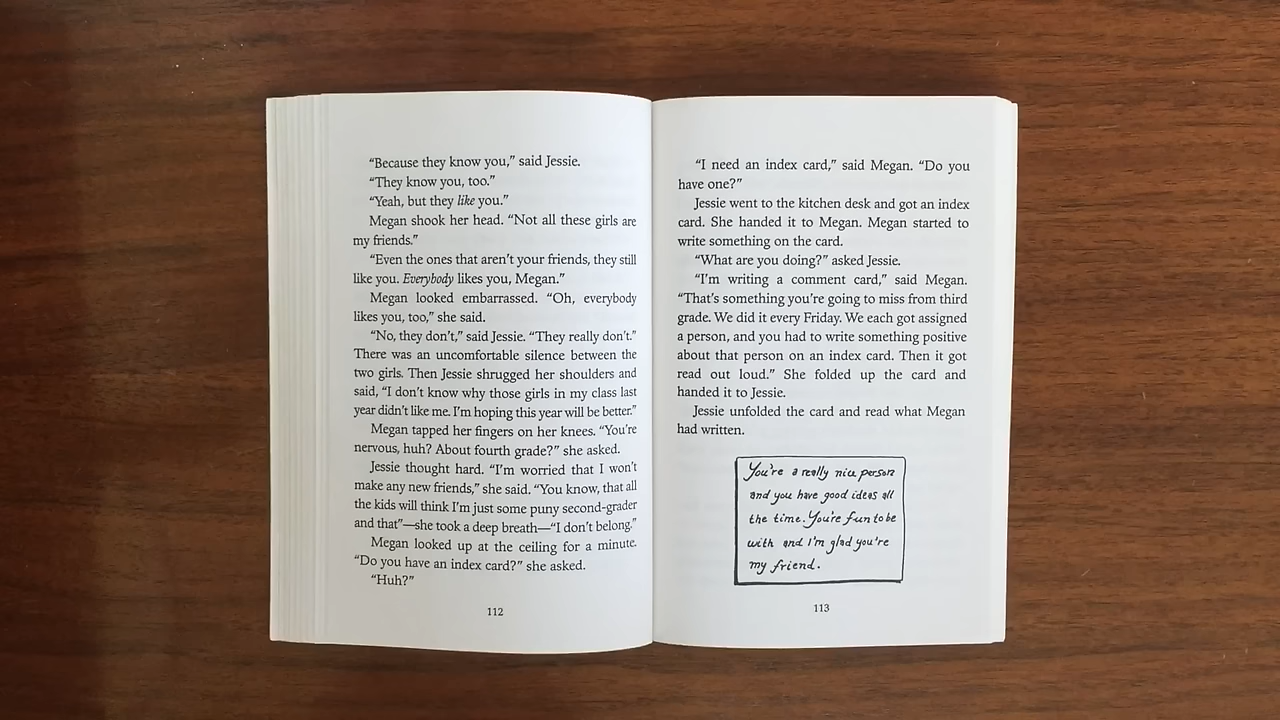 “Because they know you,” said Jessie.
“They know you, too.”
“Yeah, but they like you.”
Megan shook her head. “Not all these girls are
my friends.”
“Even the ones that aren’t your friends, they still
like you. Everybody likes you, Megan.”
Megan looked embarrassed. “Oh, everybody
likes you, too,” she said.
“No, they don’t,” said Jessie. “They really don’t.”
There was an uncomfortable silence between the
two girls. Then Jessie shrugged her shoulders and
said, “I don’t know why those girls in my class last
year didn’t like me. I’m hoping this year will be better.”
Megan tapped her fingers on her knees. “You’re
nervous, huh? About fourth grade?” she asked.
Jessie thought hard. “I’m worried that I won’t
make any new friends,” she said. “You know, that all
the kids will think I’m just some puny second-grader
and that”—she took a deep breath—“I don’t belong.”
Megan looked up at the ceiling for a minute.
“Do you have an index card?” she asked.
“Huh?”
112
“I need an index card,” said Megan. “Do you
have one?”
Jessie went to the kitchen desk and got an index
card. She handed it to Megan. Megan started to
write something on the card.
“What are you doing?” asked Jessie.
“I’m writing a comment card,” said Megan.
“That’s something you’re going to miss from third
grade. We did it every Friday. We each got assigned
a person, and you had to write something positive
about that person on an index card. Then it got
read out loud.” She folded up the card and
handed it to Jessie.
Jessie unfolded the card and read what Megan
had written.
You’re a really nice person
and you have good ideas all
the time. You’re fun to be
with and I’m glad you’re
my friend.
113